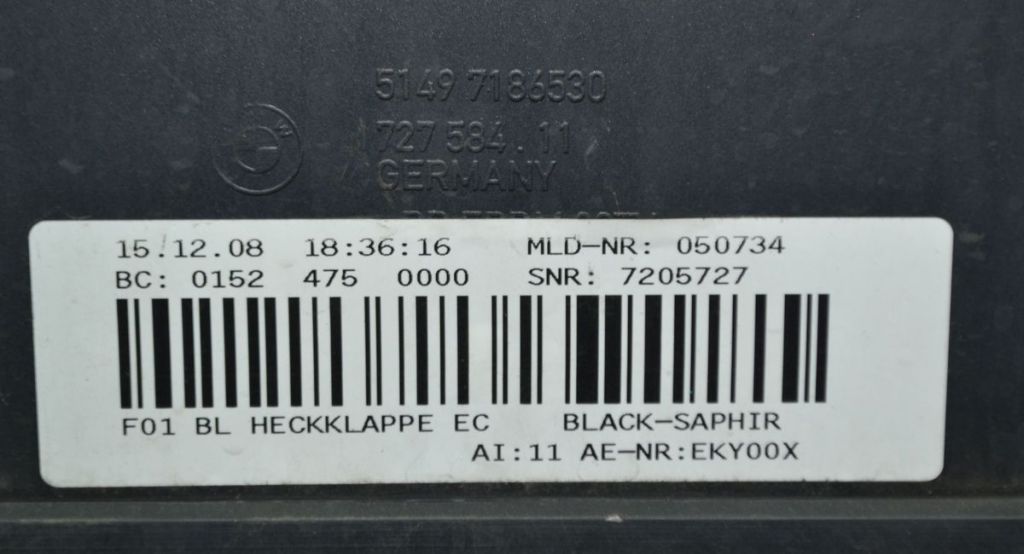 5149 7186530
727 584.11
GERMANY
15.12.08 18:36:16 MLD-NR: 050734
BC: 0152 475 0000 SNR: 7205727
F01 BL HECKKLAPPE EC BLACK-SAPHIR
AI:11 AE-NR:EKY00X